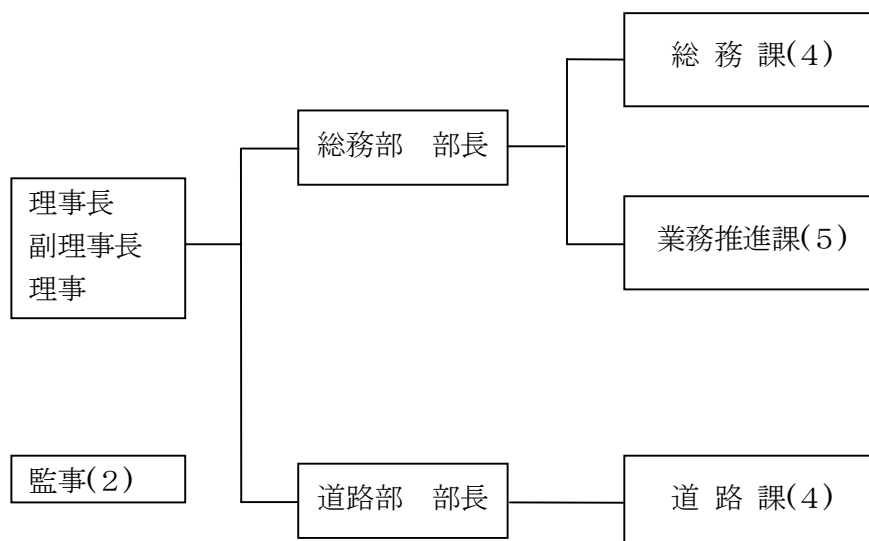 総 務 課(４)
総務部　部長
理事長
副理事長
理事
業務推進課(５)
監事(２)
道路部　部長
道 路 課(４)